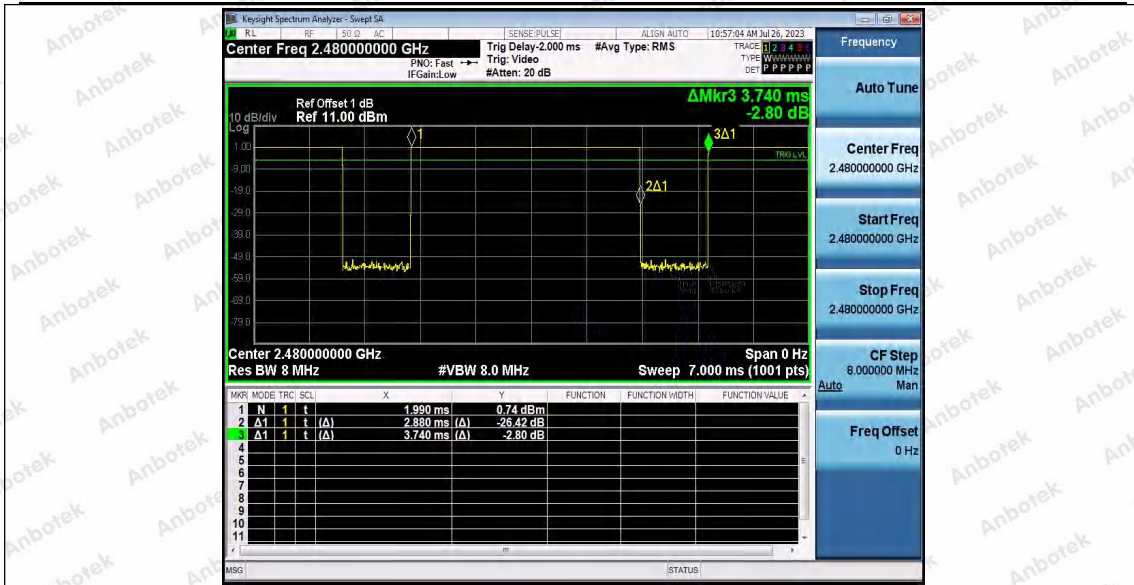 Keysight Spectrum Analyzer - Swept SA
RL RF 50 Ω AC SENSE:PULSE ALIGN AUTO 10:57:04 AM Jul 26, 2023
Center Freq 2.480000000 GHz
PNO: Fast
IFGain:Low
Trig Delay-2.000 ms
Trig: Video
#Atten: 20 dB
#Avg Type: RMS
TRACE 1 2 3 4 5 6
TYPE WWWWWW
DET P P P P P P
ΔMkr3 3.740 ms
-2.80 dB
Ref Offset 1 dB
10 dB/div Ref 11.00 dBm
Log
1.00
-9.00
-19.0
-29.0
-39.0
-49.0
-59.0
-69.0
-79.0
1
3Δ1
TRIG LVL
2Δ1
Center 2.480000000 GHz Span 0 Hz
Res BW 8 MHz #VBW 8.0 MHz Sweep 7.000 ms (1001 pts)
MKR MODE TRC SCL X Y FUNCTION FUNCTION WIDTH FUNCTION VALUE
1 N 1 t 1.990 ms 0.74 dBm
2 Δ1 1 t (Δ) 2.880 ms (Δ) -26.42 dB
3 Δ1 1 t (Δ) 3.740 ms (Δ) -2.80 dB
4
5
6
7
8
9
10
11
MSG STATUS
Frequency
Auto Tune
Center Freq
2.480000000 GHz
Start Freq
2.480000000 GHz
Stop Freq
2.480000000 GHz
CF Step
8.000000 MHz
Auto Man
Freq Offset
0 Hz
Anbotek